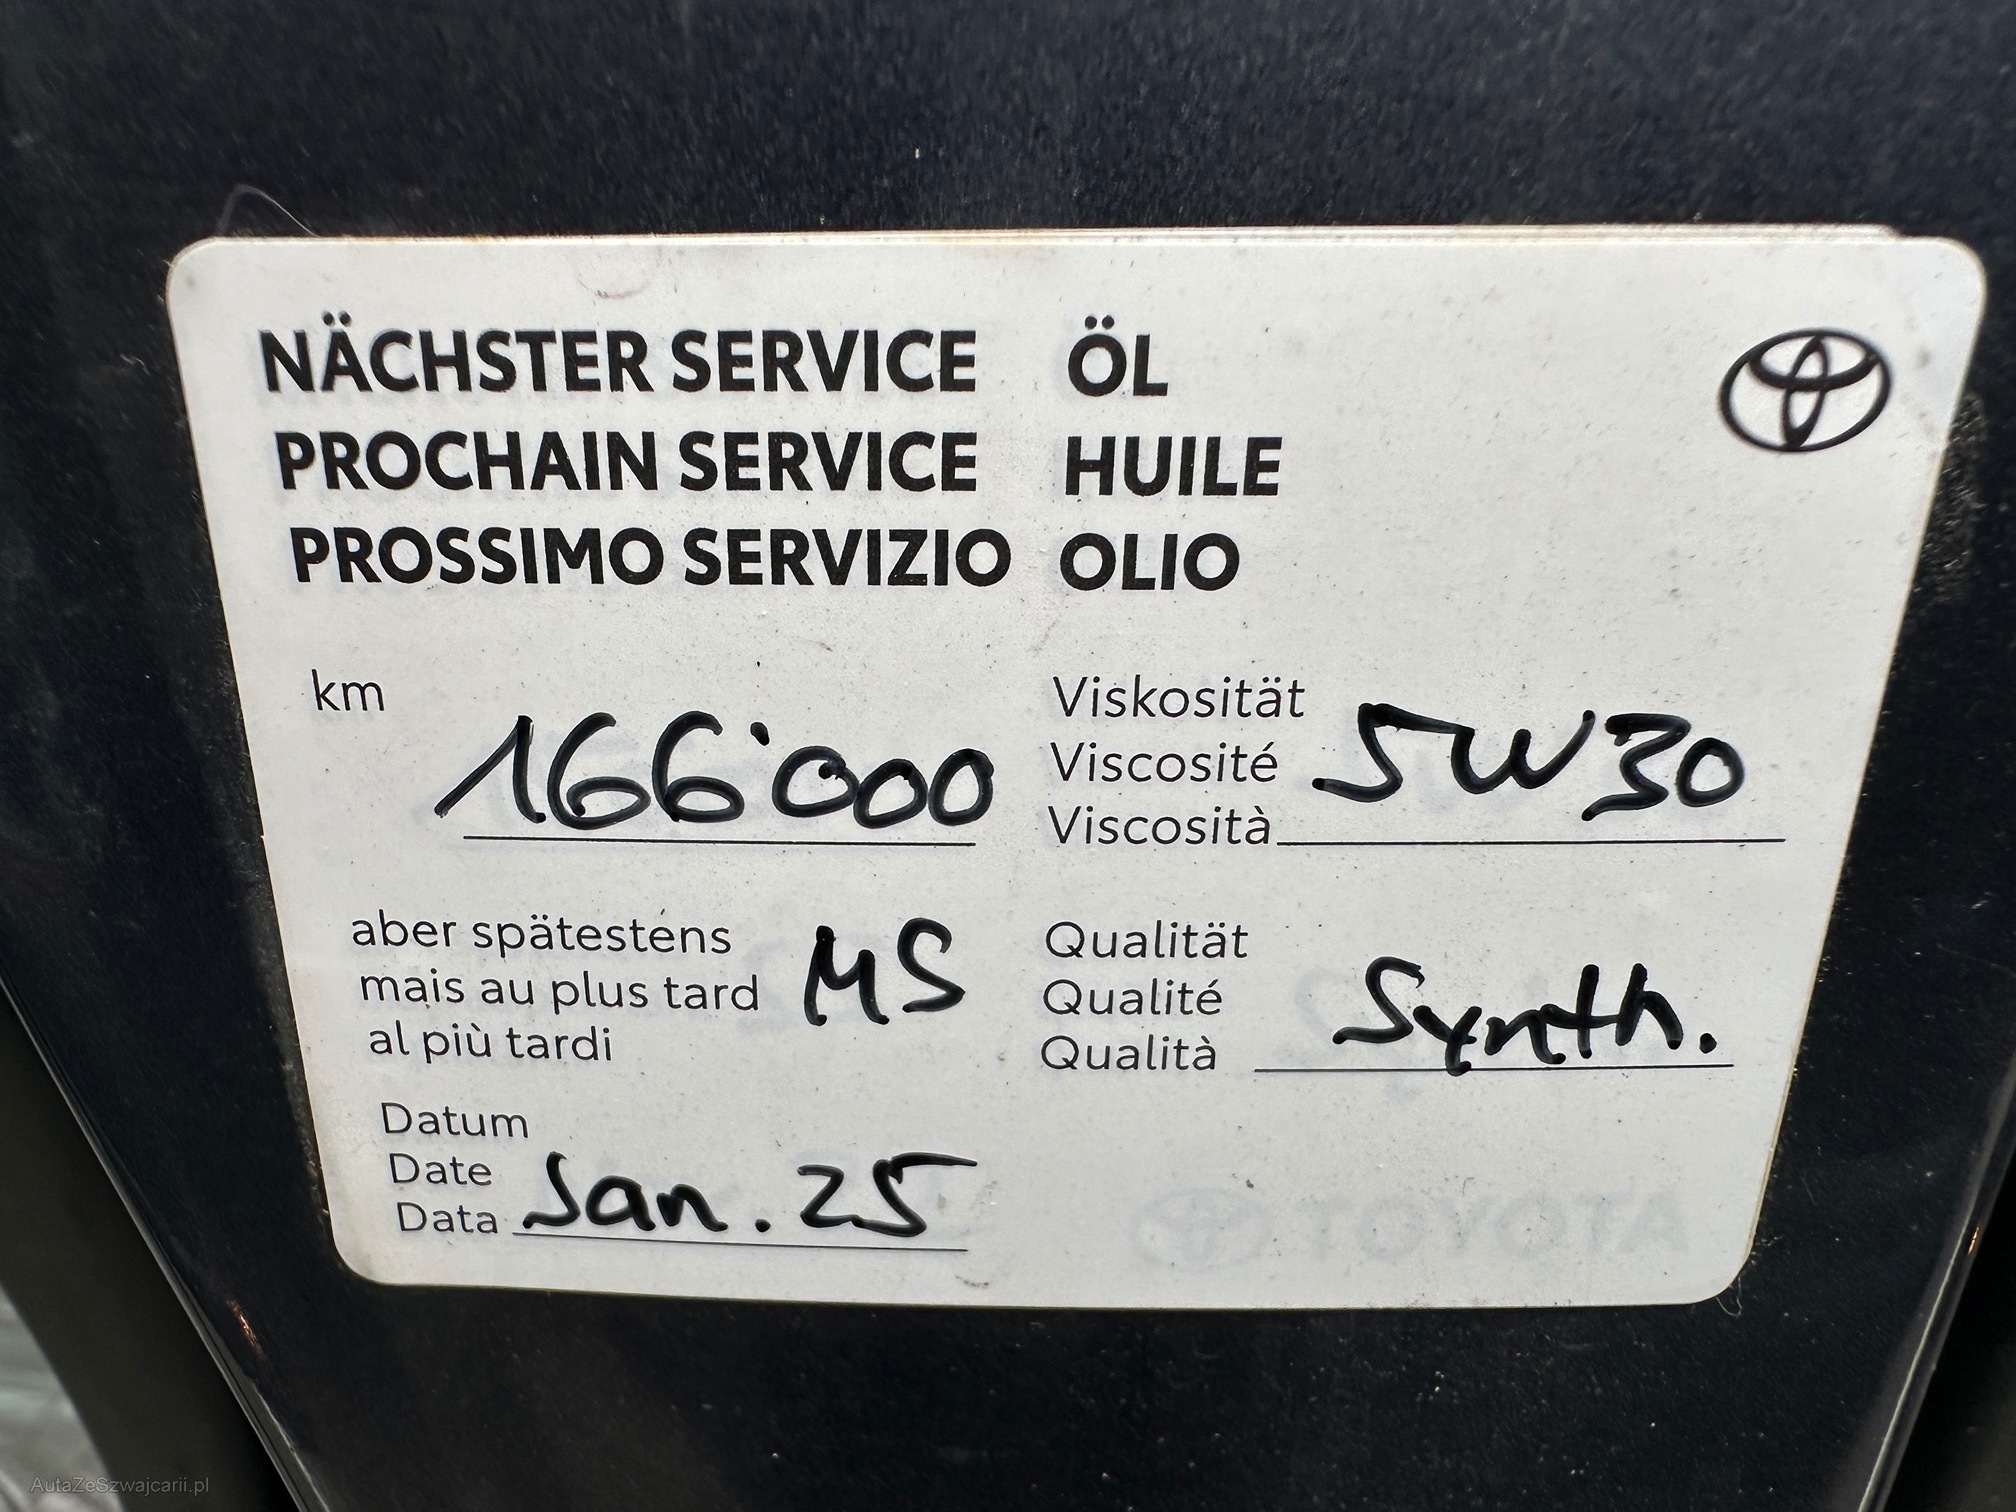 NÄCHSTER SERVICE
PROCHAIN SERVICE
PROSSIMO SERVIZIO
ÖL
HUILE
OLIO
km 166'000
Viskosität
Viscosité
Viscosità 5W30
aber spätestens
mais au plus tard MS
al più tardi
Qualität
Qualité
Qualità Synth.
Datum
Date
Data Jan. 25
TOYOTA
AutaZeSzwajcarii.pl